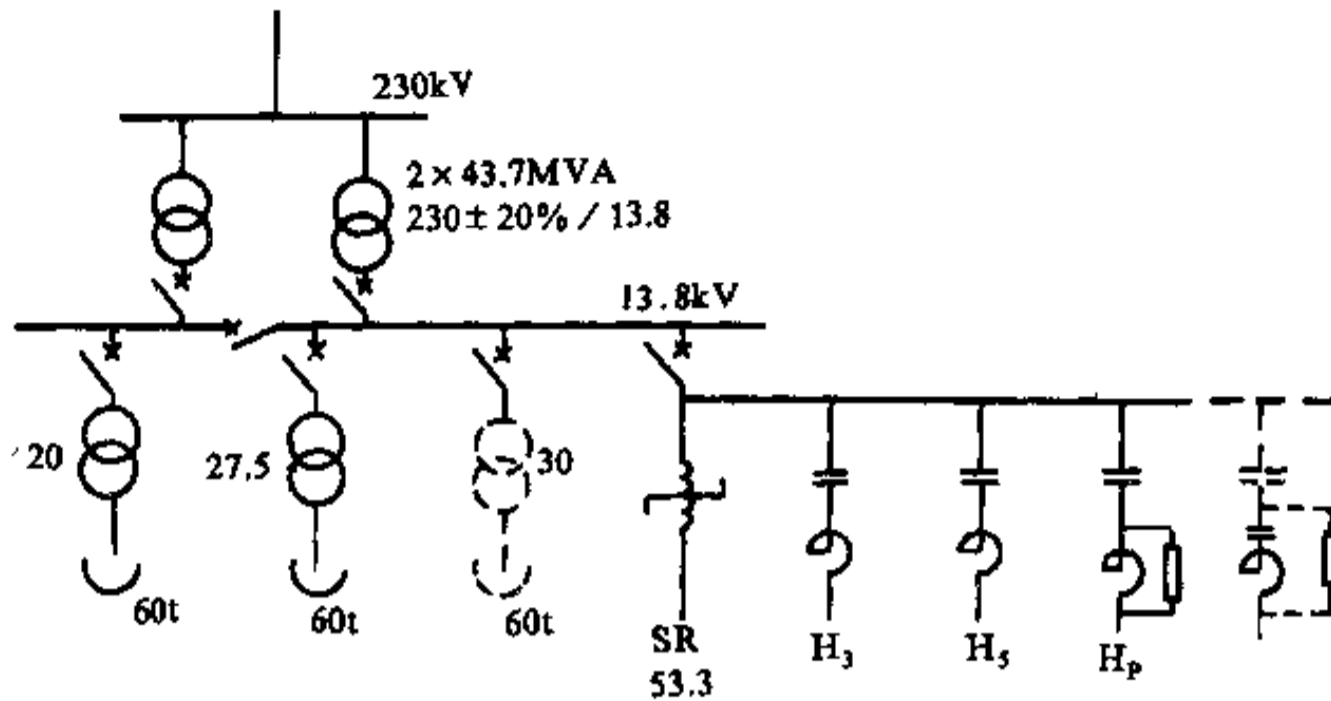 230kV
2×43.7MVA
230±20%/13.8
13.8kV
20
27.5
30
60t
60t
60t
SR
53.3
H₃
H₅
Hₚ